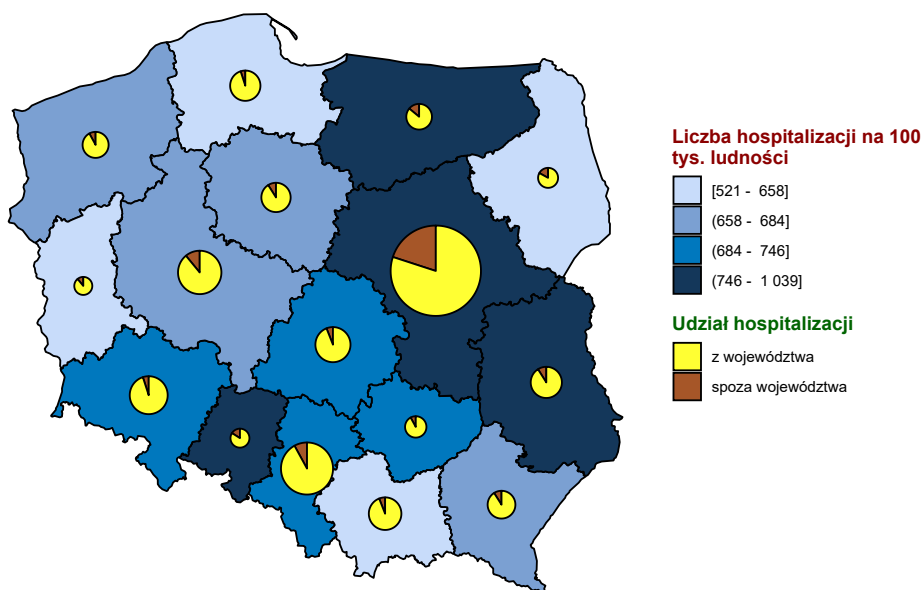 Liczba hospitalizacji na 100
tys. ludności
[521 - 658]
(658 - 684]
(684 - 746]
(746 - 1 039]
Udział hospitalizacji
z województwa
spoza województwa